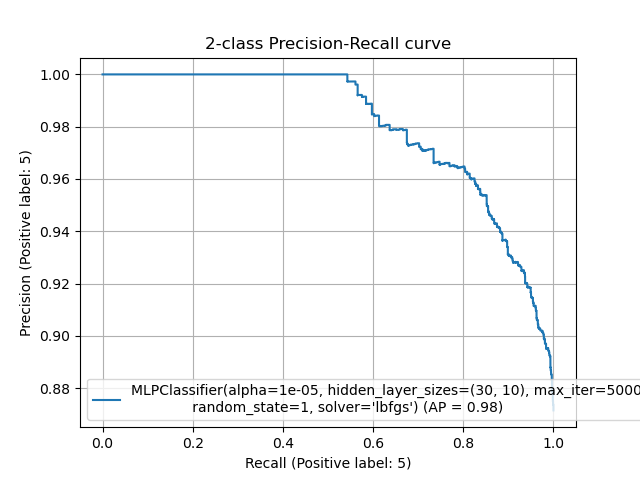 2-class Precision-Recall curve
1.00
0.98
0.96
0.94
0.92
0.90
0.88
Precision (Positive label: 5)
MLPClassifier(alpha=1e-05, hidden_layer_sizes=(30, 10), max_iter=5000
random_state=1, solver='lbfgs') (AP = 0.98)
0.0 0.2 0.4 0.6 0.8 1.0
Recall (Positive label: 5)